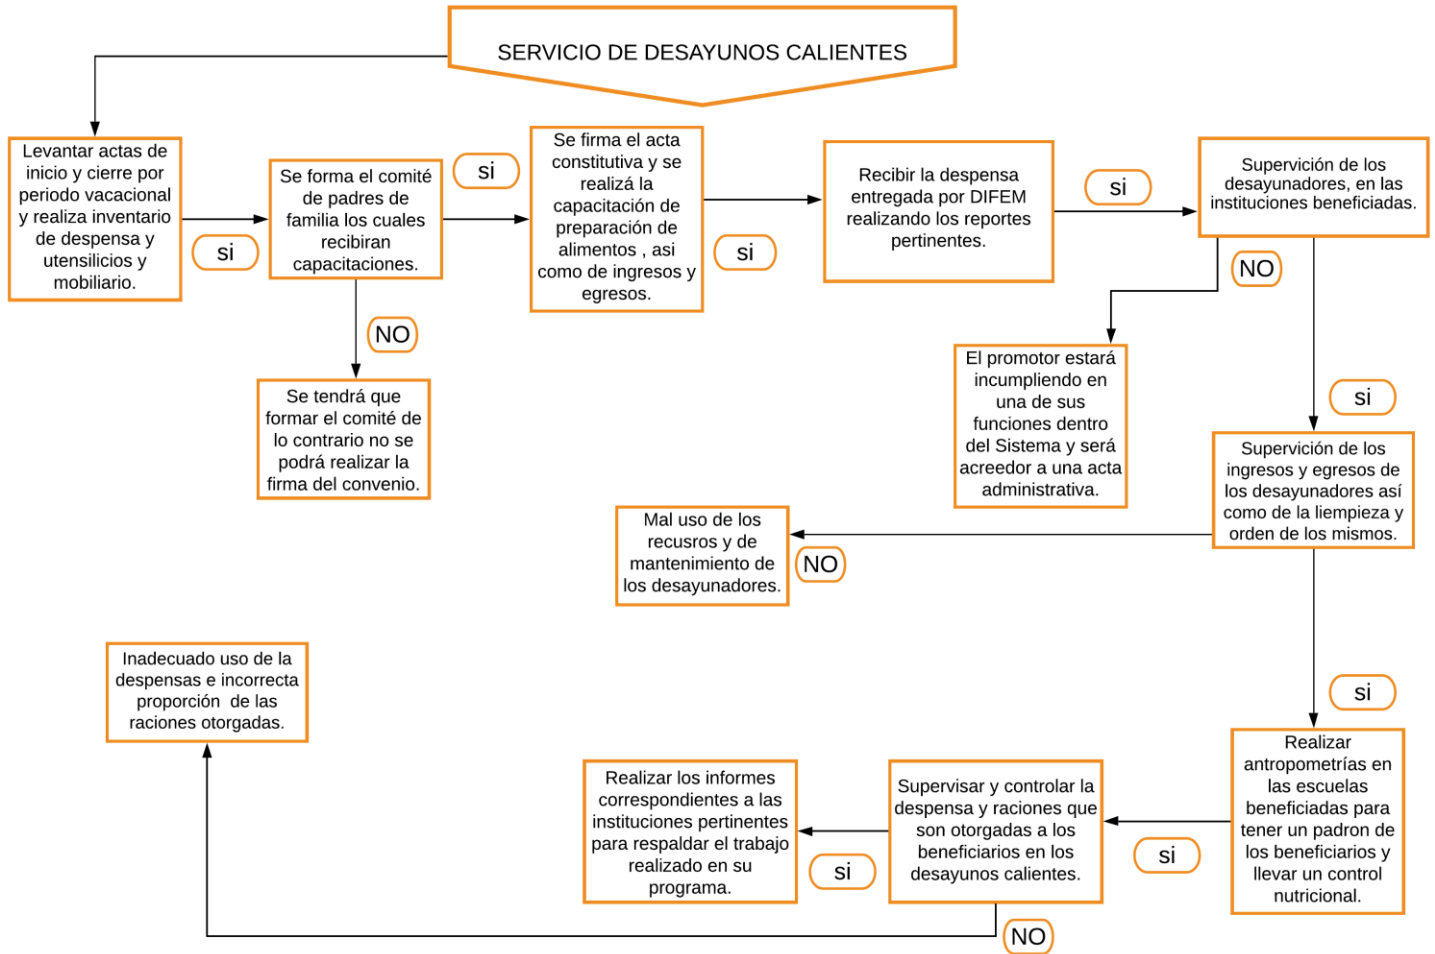 SERVICIO DE DESAYUNOS CALIENTES
Levantar actas de
inicio y cierre por
periodo vacacional
y realiza inventario
de despensa y
utensilicios y
mobiliario.
si
Se forma el comité
de padres de
familia los cuales
recibiran
capacitaciones.
si
NO
Se tendrá que
formar el comité de
lo contrario no se
podrá realizar la
firma del convenio.
Se firma el acta
constitutiva y se
realizá la
capacitación de
preparación de
alimentos , asi
como de ingresos y
egresos.
si
Recibir la despensa
entregada por DIFEM
realizando los reportes
pertinentes.
si
Supervición de los
desayunadores, en las
instituciones beneficiadas.
NO
El promotor estará
incumpliendo en
una de sus
funciones dentro
del Sistema y será
acreedor a una acta
administrativa.
si
Supervición de los
ingresos y egresos de
los desayunadores así
como de la liempieza y
orden de los mismos.
NO
Mal uso de los
recusros y de
mantenimiento de
los desayunadores.
si
Realizar
antropometrías en
las escuelas
beneficiadas para
tener un padron de
los beneficiarios y
llevar un control
nutricional.
si
Supervisar y controlar la
despensa y raciones que
son otorgadas a los
beneficiarios en los
desayunos calientes.
si
Realizar los informes
correspondientes a las
instituciones pertinentes
para respaldar el trabajo
realizado en su
programa.
NO
Inadecuado uso de la
despensas e incorrecta
proporción de las
raciones otorgadas.